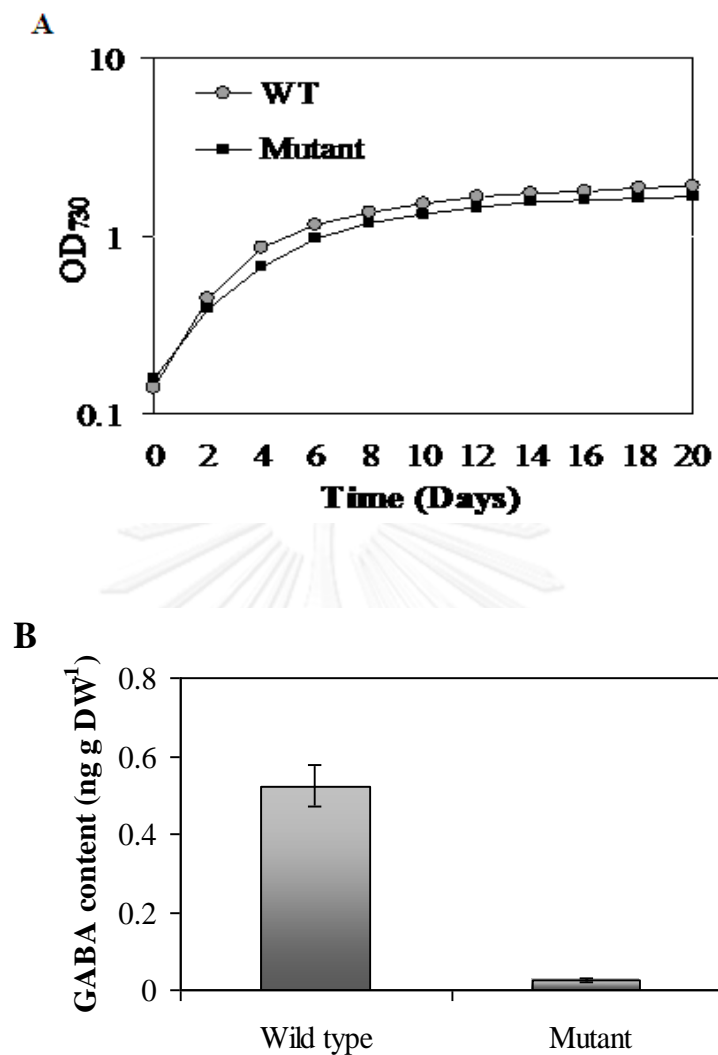 A
10
WT
Mutant
1
OD730
0.1
0 2 4 6 8 10 12 14 16 18 20
Time (Days)
B
0.8
0.6
0.4
0.2
0
GABA content (ng g DW-1)
Wild type Mutant